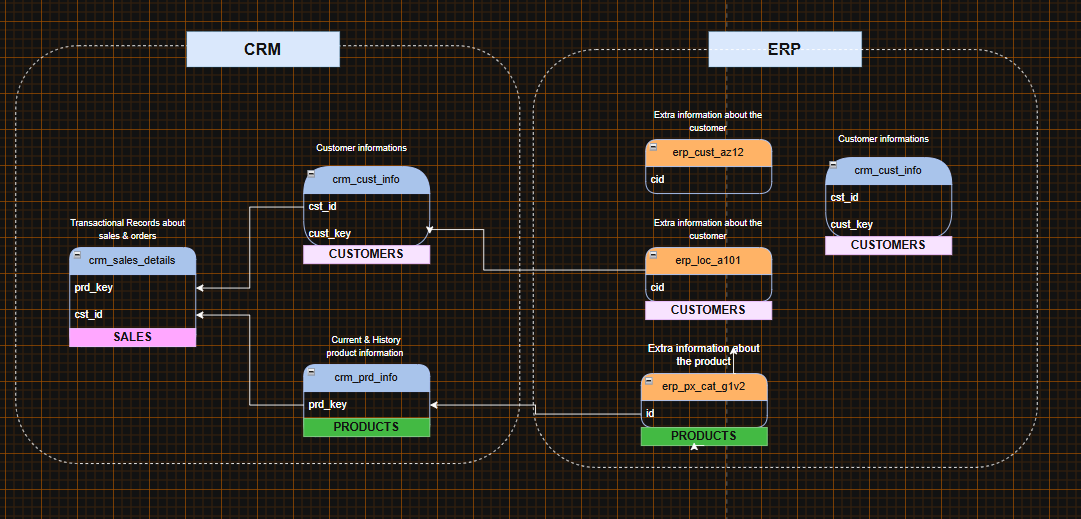 CRM
Customer informations
crm_cust_info
cst_id
cust_key
CUSTOMERS
Transactional Records about
sales & orders
crm_sales_details
prd_key
cst_id
SALES
Current & History
product information
crm_prd_info
prd_key
PRODUCTS
ERP
Extra information about the
customer
erp_cust_az12
cid
Customer informations
crm_cust_info
cst_id
cust_key
CUSTOMERS
Extra information about the
customer
erp_loc_a101
cid
CUSTOMERS
Extra information about
the product
erp_px_cat_g1v2
id
PRODUCTS